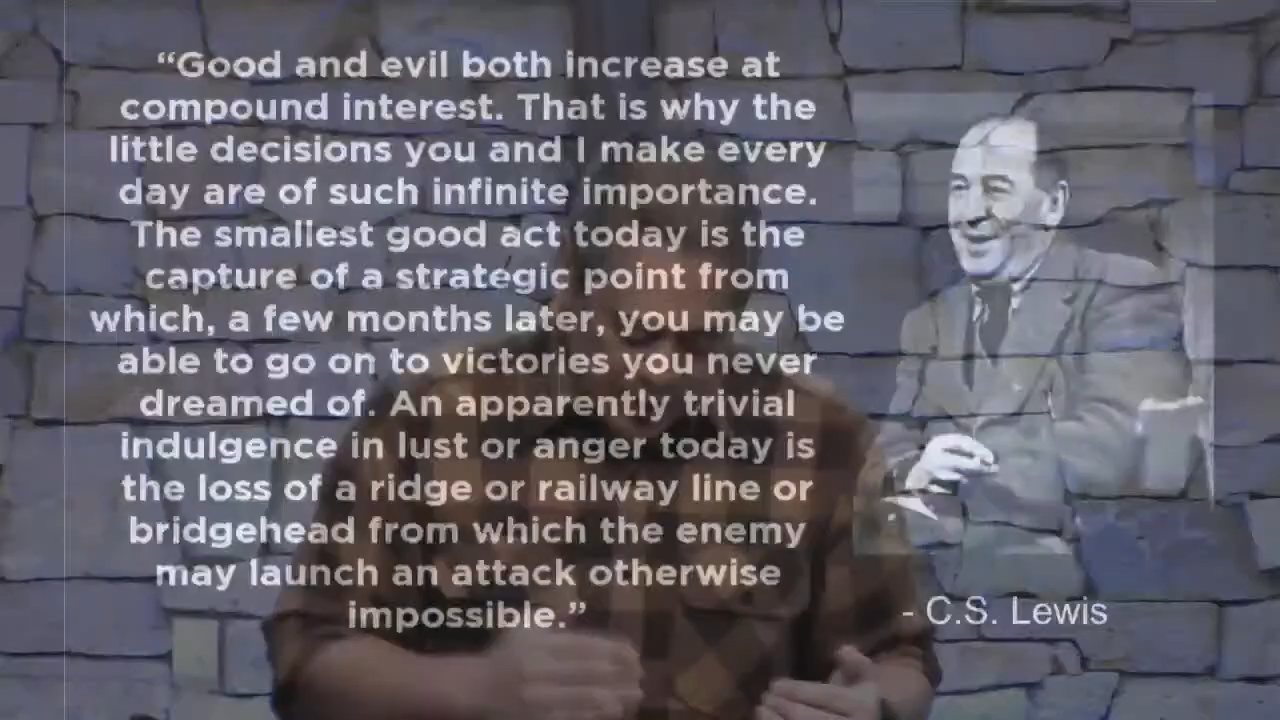 “Good and evil both increase at
compound interest. That is why the
little decisions you and I make every
day are of such infinite importance.
The smallest good act today is the
capture of a strategic point from
which, a few months later, you may be
able to go on to victories you never
dreamed of. An apparently trivial
indulgence in lust or anger today is
the loss of a ridge or railway line or
bridgehead from which the enemy
may launch an attack otherwise
impossible.”
- C.S. Lewis